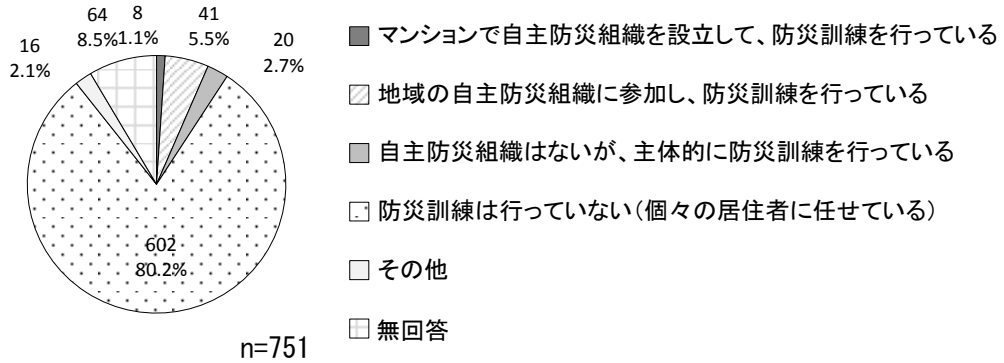 64
8
41
8.5%
1.1%
5.5%
16
2.1%
20
2.7%
602
80.2%
n=751
マンションで自主防災組織を設立して、防災訓練を行っている
地域の自主防災組織に参加し、防災訓練を行っている
自主防災組織はないが、主体的に防災訓練を行っている
防災訓練は行っていない（個々の居住者に任せている）
その他
無回答